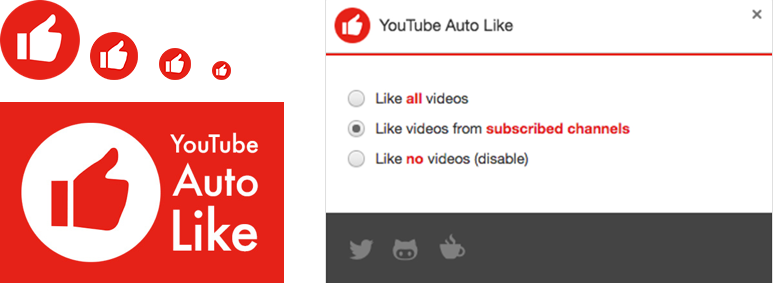 YouTube
Auto
Like
YouTube Auto Like
Like all videos
Like videos from subscribed channels
Like no videos (disable)